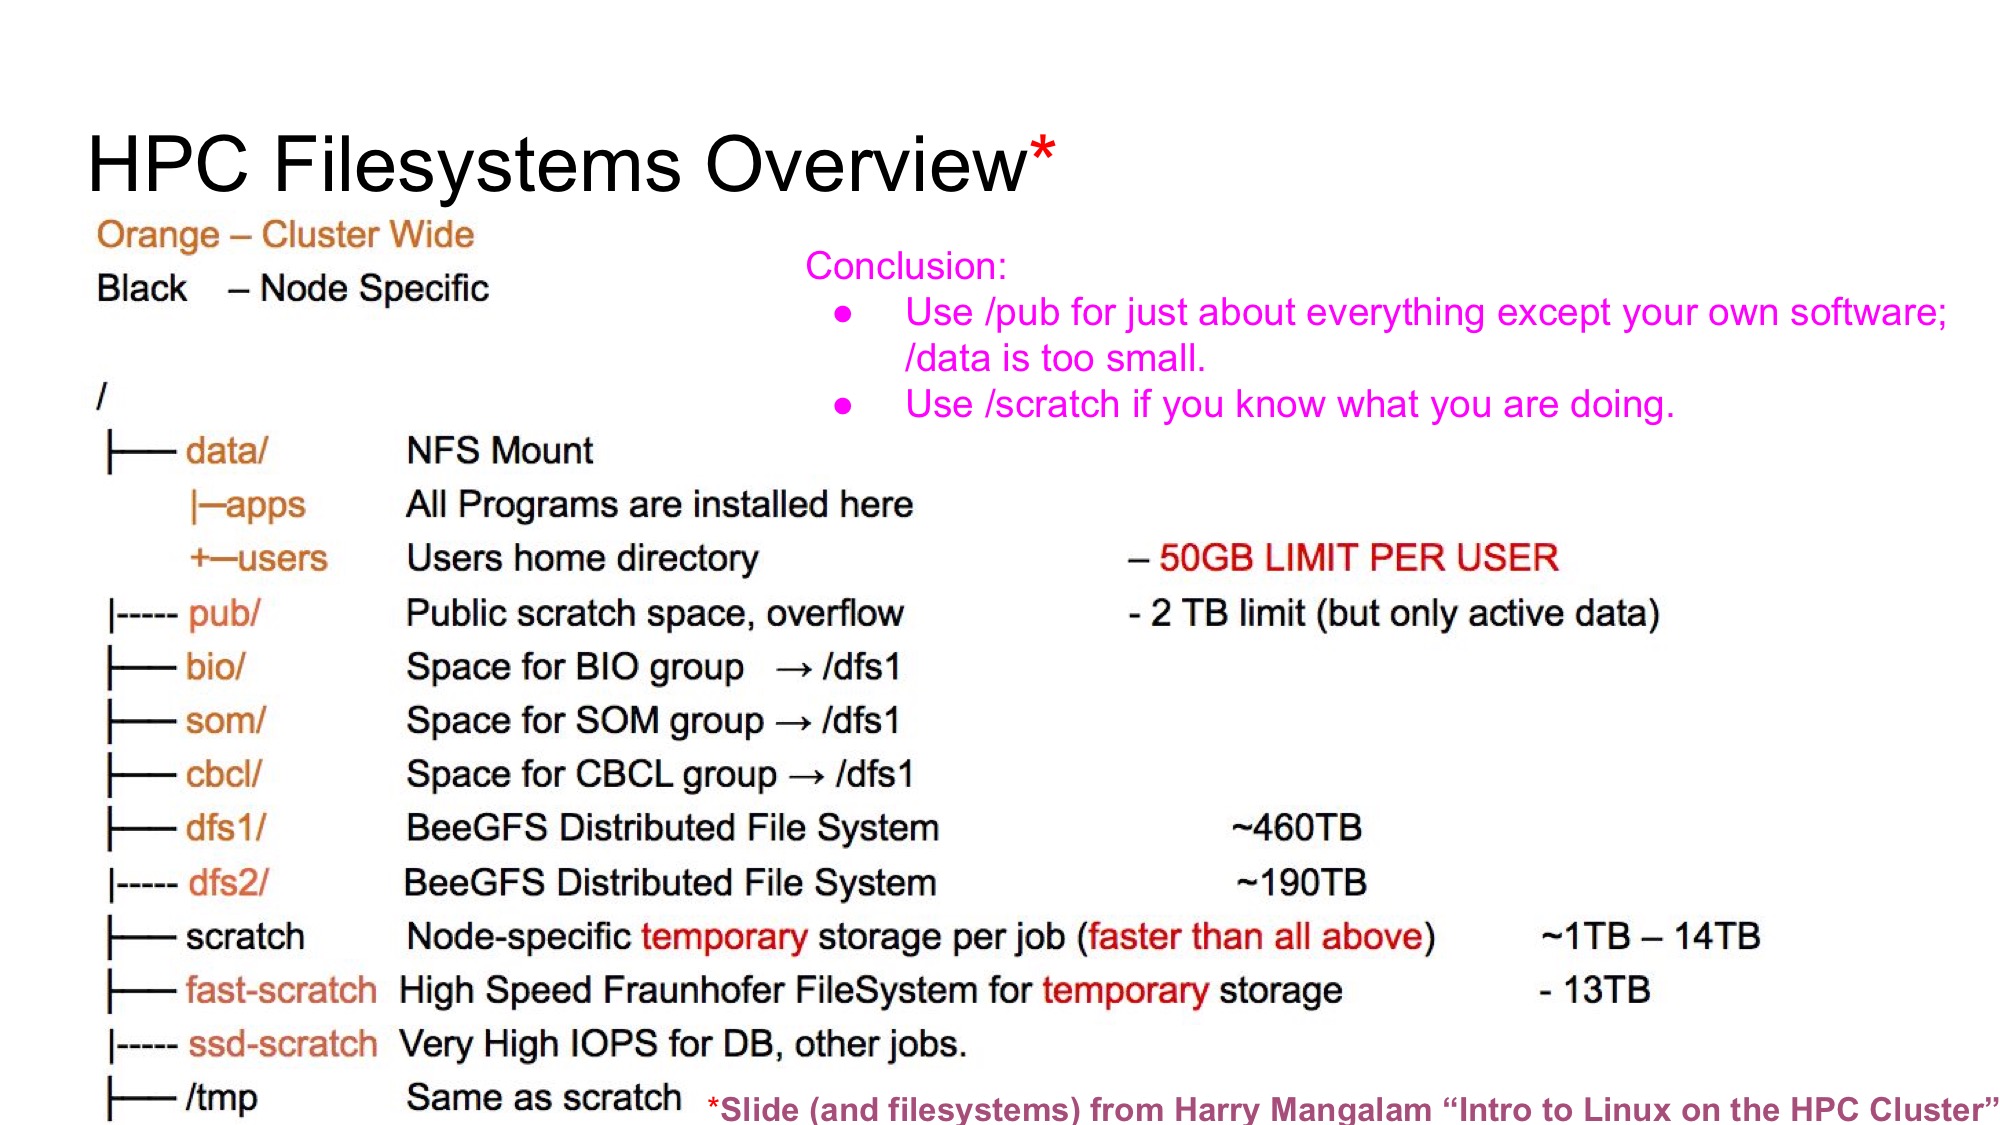 HPC Filesystems Overview*
Orange – Cluster Wide
Black – Node Specific
Conclusion:
● Use /pub for just about everything except your own software;
/data is too small.
● Use /scratch if you know what you are doing.
/
├── data/ NFS Mount
|─apps All Programs are installed here
+─users Users home directory – 50GB LIMIT PER USER
|----- pub/ Public scratch space, overflow - 2 TB limit (but only active data)
├── bio/ Space for BIO group → /dfs1
├── som/ Space for SOM group → /dfs1
├── cbcl/ Space for CBCL group → /dfs1
├── dfs1/ BeeGFS Distributed File System ~460TB
|----- dfs2/ BeeGFS Distributed File System ~190TB
├── scratch Node-specific temporary storage per job (faster than all above) ~1TB – 14TB
├── fast-scratch High Speed Fraunhofer FileSystem for temporary storage - 13TB
|----- ssd-scratch Very High IOPS for DB, other jobs.
├── /tmp Same as scratch
*Slide (and filesystems) from Harry Mangalam “Intro to Linux on the HPC Cluster”